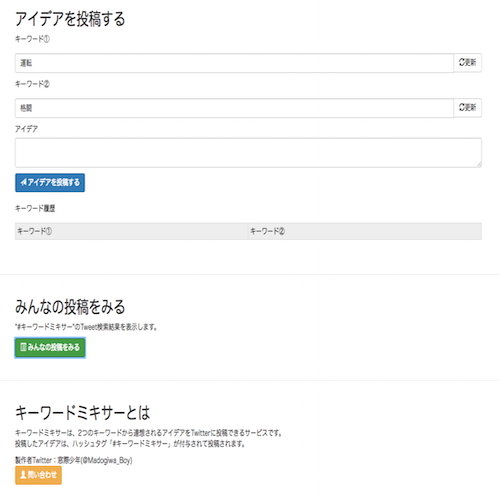 アイデアを投稿する
キーワード①
運転 更新
キーワード②
格闘 更新
アイデア
アイデアを投稿する
キーワード履歴
キーワード① キーワード②
みんなの投稿をみる
"#キーワードミキサー"のTweet検索結果を表示します。
みんなの投稿をみる
キーワードミキサーとは
キーワードミキサーは、2つのキーワードから連想されるアイデアをTwitterに投稿できるサービスです。
投稿したアイデアは、ハッシュタグ「#キーワードミキサー」が付与されて投稿されます。
製作者Twitter：窓際少年(@Madogiwa_Boy)
問い合わせ